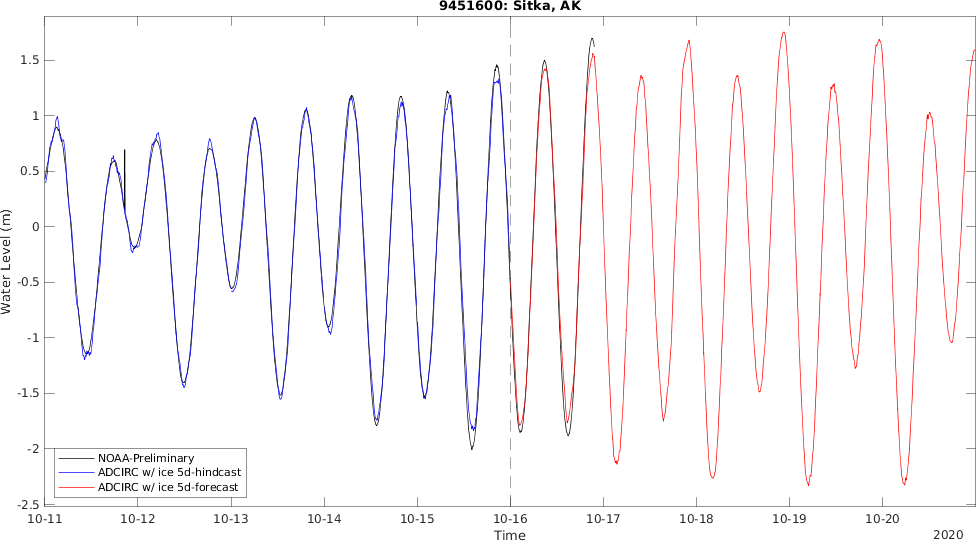 9451600: Sitka, AK
Water Level (m)
1.5
1
0.5
0
-0.5
-1
-1.5
-2
-2.5
NOAA-Preliminary
ADCIRC w/ ice 5d-hindcast
ADCIRC w/ ice 5d-forecast
10-11 10-12 10-13 10-14 10-15 10-16 10-17 10-18 10-19 10-20
Time
2020